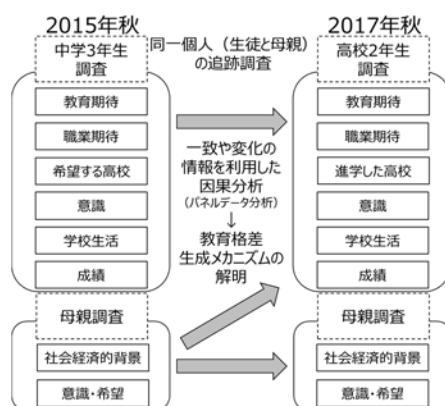 2015年秋
中学3年生
調査
教育期待
職業期待
希望する高校
意識
学校生活
成績
母親調査
社会経済的背景
意識・希望
同一個人（生徒と母親）
の追跡調査
一致や変化の
情報を利用した
因果分析
（パネルデータ分析）
↓
教育格差
生成メカニズムの
解明
2017年秋
高校2年生
調査
教育期待
職業期待
進学した高校
意識
学校生活
成績
母親調査
社会経済的背景
意識・希望